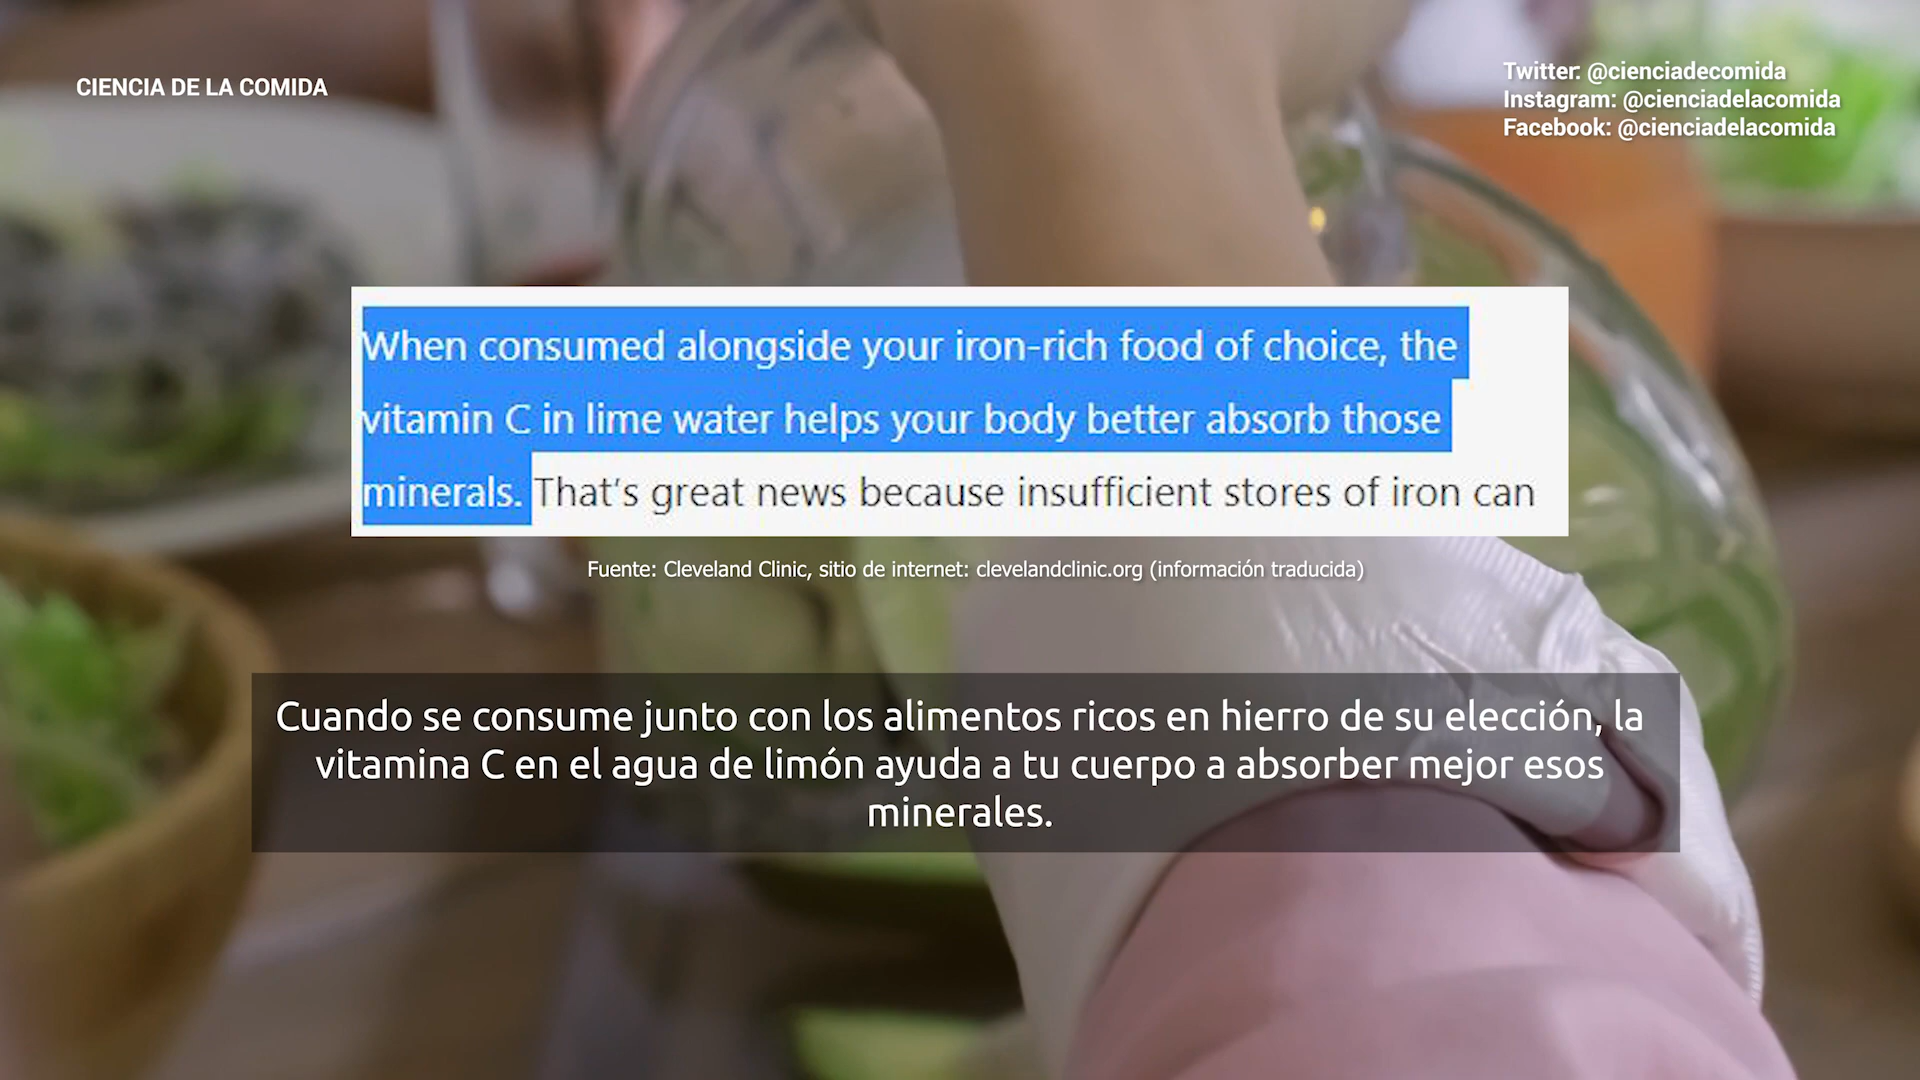 CIENCIA DE LA COMIDA
Twitter: @cienciadecomida
Instagram: @cienciadelacomida
Facebook: @cienciadelacomida
When consumed alongside your iron-rich food of choice, the
vitamin C in lime water helps your body better absorb those
minerals. That's great news because insufficient stores of iron can
Fuente: Cleveland Clinic, sitio de internet: clevelandclinic.org (información traducida)
Cuando se consume junto con los alimentos ricos en hierro de su elección, la
vitamina C en el agua de limón ayuda a tu cuerpo a absorber mejor esos
minerales.